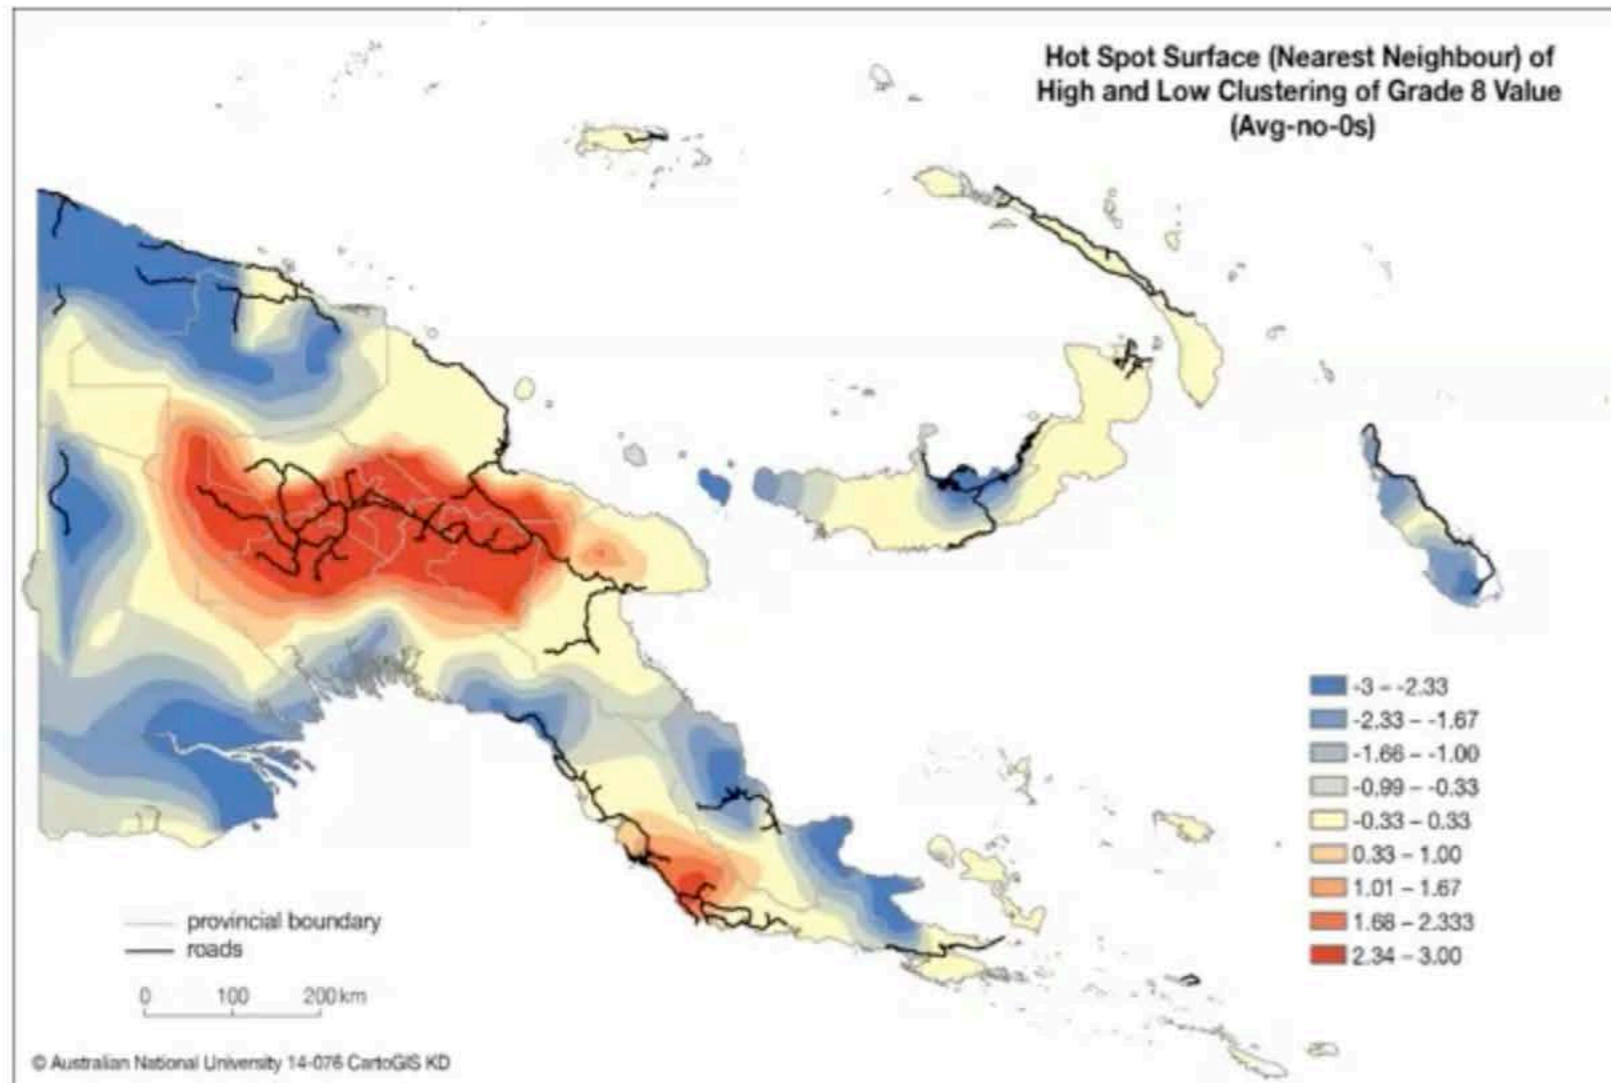 Hot Spot Surface (Nearest Neighbour) of
High and Low Clustering of Grade 8 Value
(Avg-no-0s)
-3 – -2.33
-2.33 – -1.67
-1.66 – -1.00
-0.99 – -0.33
-0.33 – 0.33
0.33 – 1.00
1.01 – 1.67
1.68 – 2.333
2.34 – 3.00
provincial boundary
roads
0 100 200 km
© Australian National University 14-076 CartoGIS KD